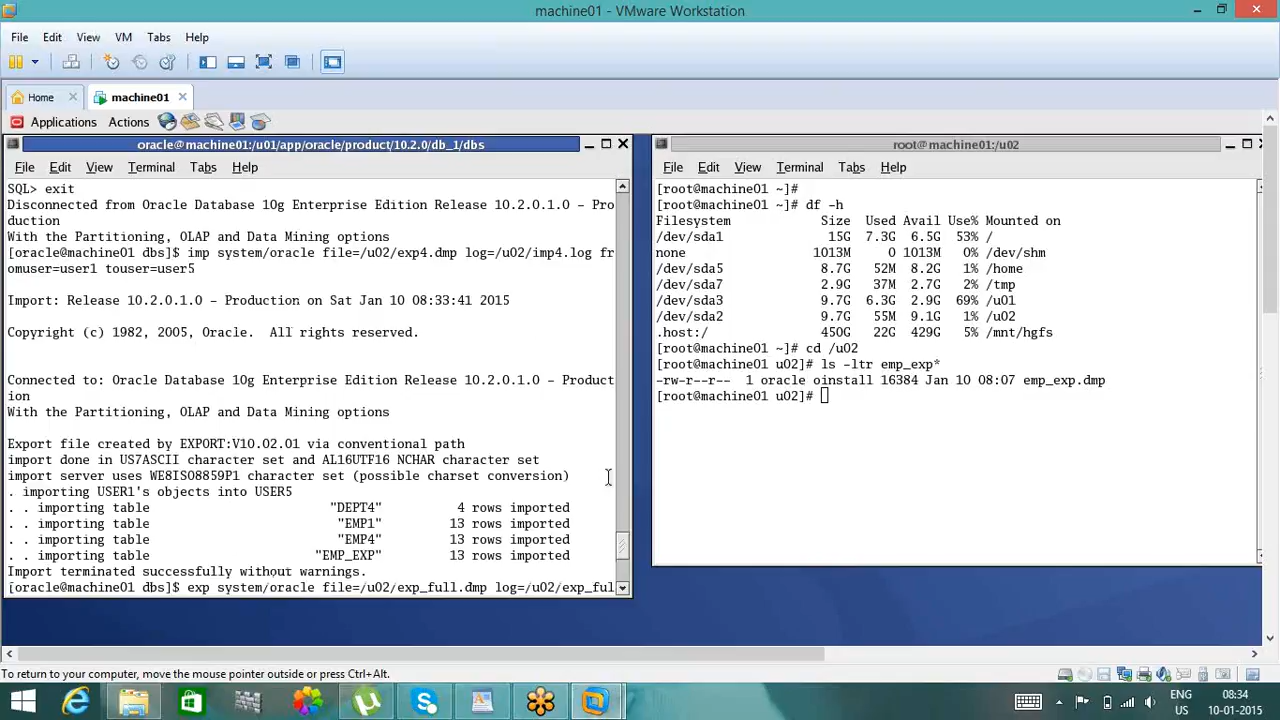 machine01 - VMware Workstation
File Edit View VM Tabs Help
Home machine01
Applications Actions
oracle@machine01:/u01/app/oracle/product/10.2.0/db_1/dbs
File Edit View Terminal Tabs Help
SQL> exit
Disconnected from Oracle Database 10g Enterprise Edition Release 10.2.0.1.0 - Pro
duction
With the Partitioning, OLAP and Data Mining options
[oracle@machine01 dbs]$ imp system/oracle file=/u02/exp4.dmp log=/u02/imp4.log fr
omuser=user1 touser=user5
Import: Release 10.2.0.1.0 - Production on Sat Jan 10 08:33:41 2015
Copyright (c) 1982, 2005, Oracle.  All rights reserved.
Connected to: Oracle Database 10g Enterprise Edition Release 10.2.0.1.0 - Product
ion
With the Partitioning, OLAP and Data Mining options
Export file created by EXPORT:V10.02.01 via conventional path
import done in US7ASCII character set and AL16UTF16 NCHAR character set
import server uses WE8ISO8859P1 character set (possible charset conversion)
. importing USER1's objects into USER5
. . importing table "DEPT4" 4 rows imported
. . importing table "EMP1" 13 rows imported
. . importing table "EMP4" 13 rows imported
. . importing table "EMP_EXP" 13 rows imported
Import terminated successfully without warnings.
[oracle@machine01 dbs]$ exp system/oracle file=/u02/exp_full.dmp log=/u02/exp_ful
root@machine01:/u02
File Edit View Terminal Tabs Help
[root@machine01 ~]#
[root@machine01 ~]# df -h
Filesystem Size Used Avail Use% Mounted on
/dev/sda1 15G 7.3G 6.5G 53% /
none 1013M 0 1013M 0% /dev/shm
/dev/sda5 8.7G 52M 8.2G 1% /home
/dev/sda7 2.9G 37M 2.7G 2% /tmp
/dev/sda3 9.7G 6.3G 2.9G 69% /u01
/dev/sda2 9.7G 55M 9.1G 1% /u02
.host:/ 450G 22G 429G 5% /mnt/hgfs
[root@machine01 ~]# cd /u02
[root@machine01 u02]# ls -ltr emp_exp*
-rw-r--r-- 1 oracle oinstall 16384 Jan 10 08:07 emp_exp.dmp
[root@machine01 u02]#
To return to your computer, move the mouse pointer outside or press Ctrl+Alt.
ENG 08:34
US 10-01-2015